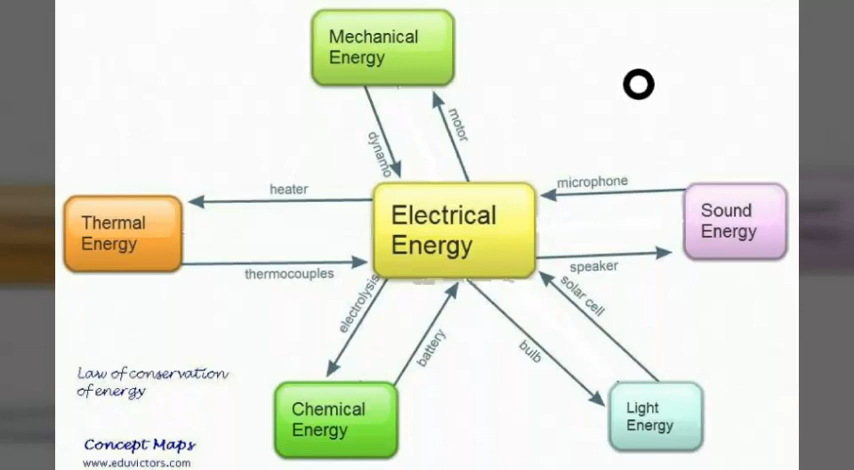 Mechanical
Energy
dynamo
motor
heater
microphone
Thermal
Energy
Electrical
Energy
Sound
Energy
thermocouples
speaker
electrolysis
battery
solar cell
bulb
Law of conservation
of energy
Chemical
Energy
Light
Energy
Concept Maps
www.eduvictors.com